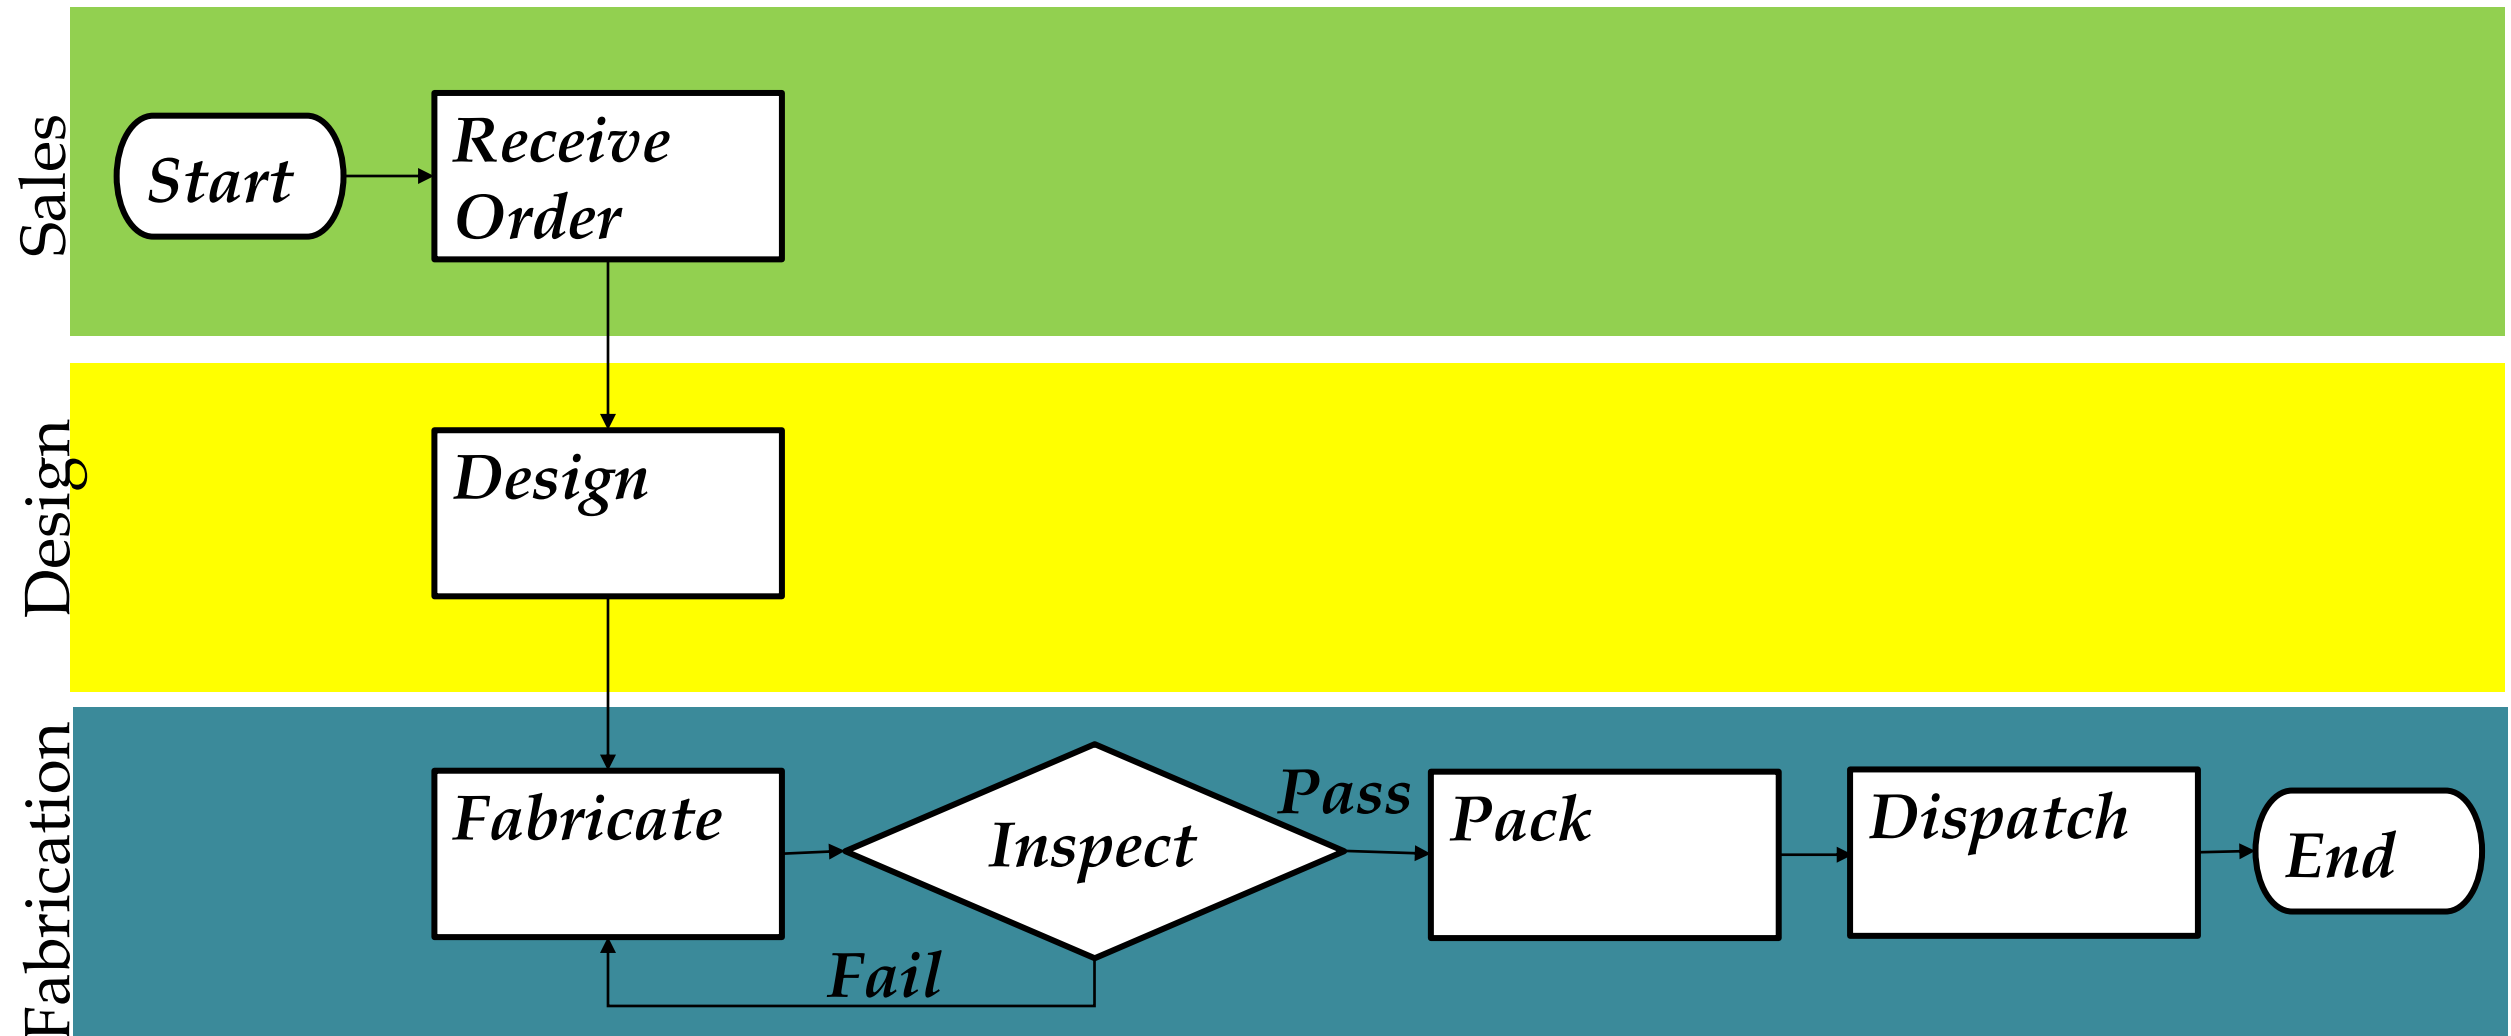 Sales
Start
Receive
Order
Design
Design
Fabrication
Fabricate
Inspect
Pass
Fail
Pack
Dispatch
End